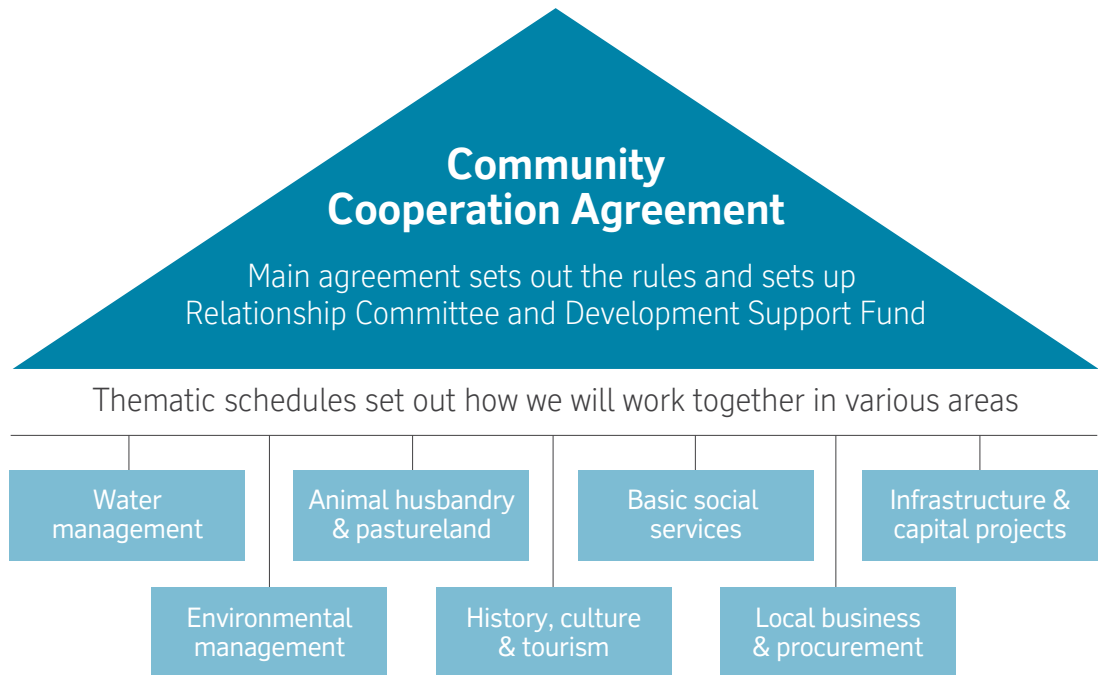 Community
Cooperation Agreement
Main agreement sets out the rules and sets up
Relationship Committee and Development Support Fund
Thematic schedules set out how we will work together in various areas
Water
management
Animal husbandry
& pastureland
Basic social
services
Infrastructure &
capital projects
Environmental
management
History, culture
& tourism
Local business
& procurement